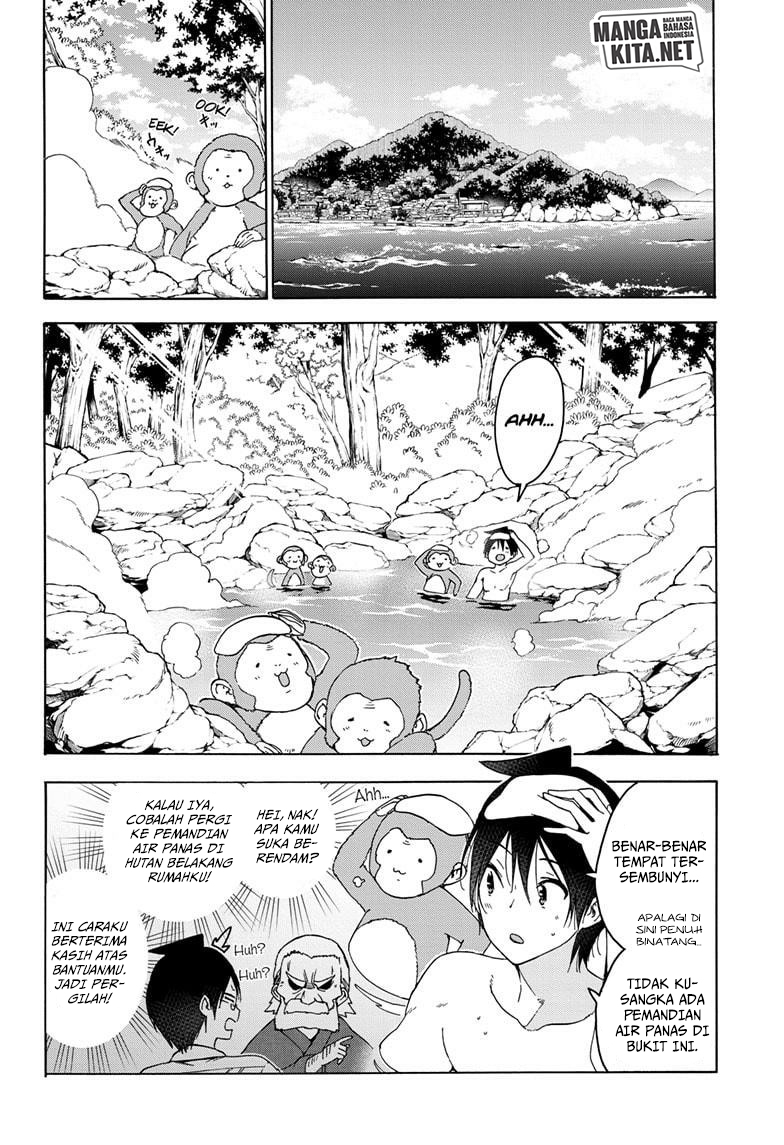 MANGA
KITA.NET
BACA MANGA
BAHASA
INDONESIA
OOK!
EEK!
AHH...
BENAR-BENAR
TEMPAT TER-
SEMBUNYI...
APALAGI DI
SINI PENUH
BINATANG...
TIDAK KU-
SANGKA ADA
PEMANDIAN
AIR PANAS DI
BUKIT INI.
Ahh...
HEI, NAK!
APA KAMU
SUKA BE-
RENDAM?
KALAU IYA,
COBALAH PERGI
KE PEMANDIAN
AIR PANAS DI
HUTAN BELAKANG
RUMAHKU!
INI CARAKU
BERTERIMA
KASIH ATAS
BANTUANMU.
JADI PER-
GILAH!
Huh?
Huh?